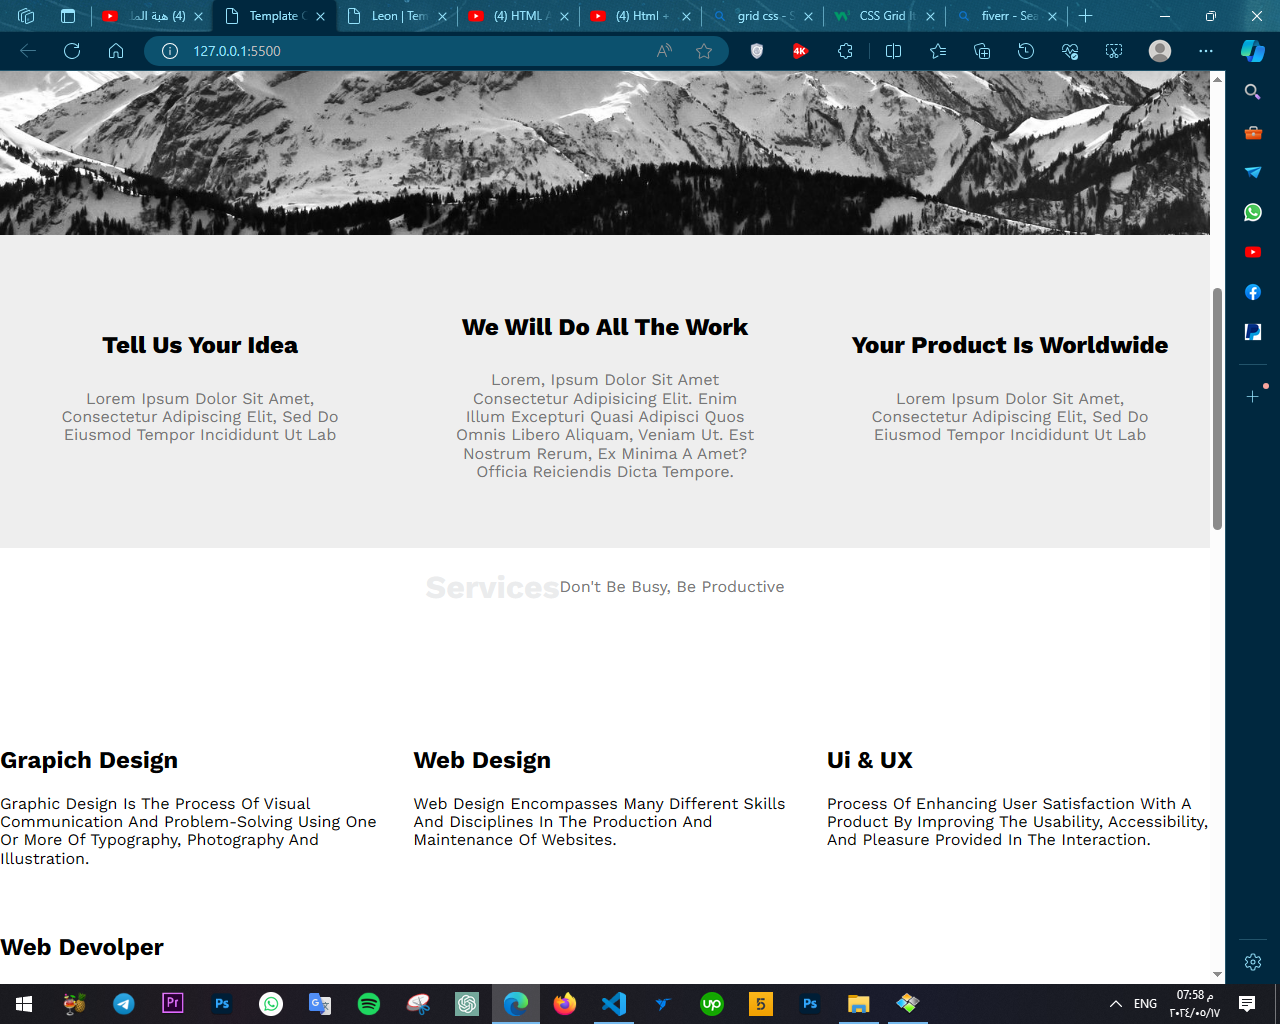 (4) هبة الما
Template C
Leon | Tem
(4) HTML A
(4) Html +
grid css - S
CSS Grid It
fiverr - Sea
127.0.0.1:5500
Tell Us Your Idea
Lorem Ipsum Dolor Sit Amet,
Consectetur Adipiscing Elit, Sed Do
Eiusmod Tempor Incididunt Ut Lab
We Will Do All The Work
Lorem, Ipsum Dolor Sit Amet
Consectetur Adipisicing Elit. Enim
Illum Excepturi Quasi Adipisci Quos
Omnis Libero Aliquam, Veniam Ut. Est
Nostrum Rerum, Ex Minima A Amet?
Officia Reiciendis Dicta Tempore.
Your Product Is Worldwide
Lorem Ipsum Dolor Sit Amet,
Consectetur Adipiscing Elit, Sed Do
Eiusmod Tempor Incididunt Ut Lab
Services
Don't Be Busy, Be Productive
Grapich Design
Graphic Design Is The Process Of Visual
Communication And Problem-Solving Using One
Or More Of Typography, Photography And
Illustration.
Web Design
Web Design Encompasses Many Different Skills
And Disciplines In The Production And
Maintenance Of Websites.
Ui & UX
Process Of Enhancing User Satisfaction With A
Product By Improving The Usability, Accessibility,
And Pleasure Provided In The Interaction.
Web Devolper
ENG
07:58 م
٢٠٢٤/٠٥/١٧